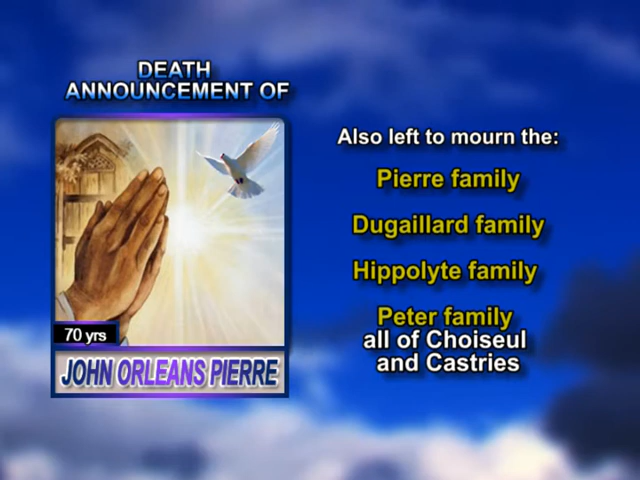 DEATH
ANNOUNCEMENT OF
70 yrs
JOHN ORLEANS PIERRE
Also left to mourn the:
Pierre family
Dugaillard family
Hippolyte family
Peter family
all of Choiseul
and Castries